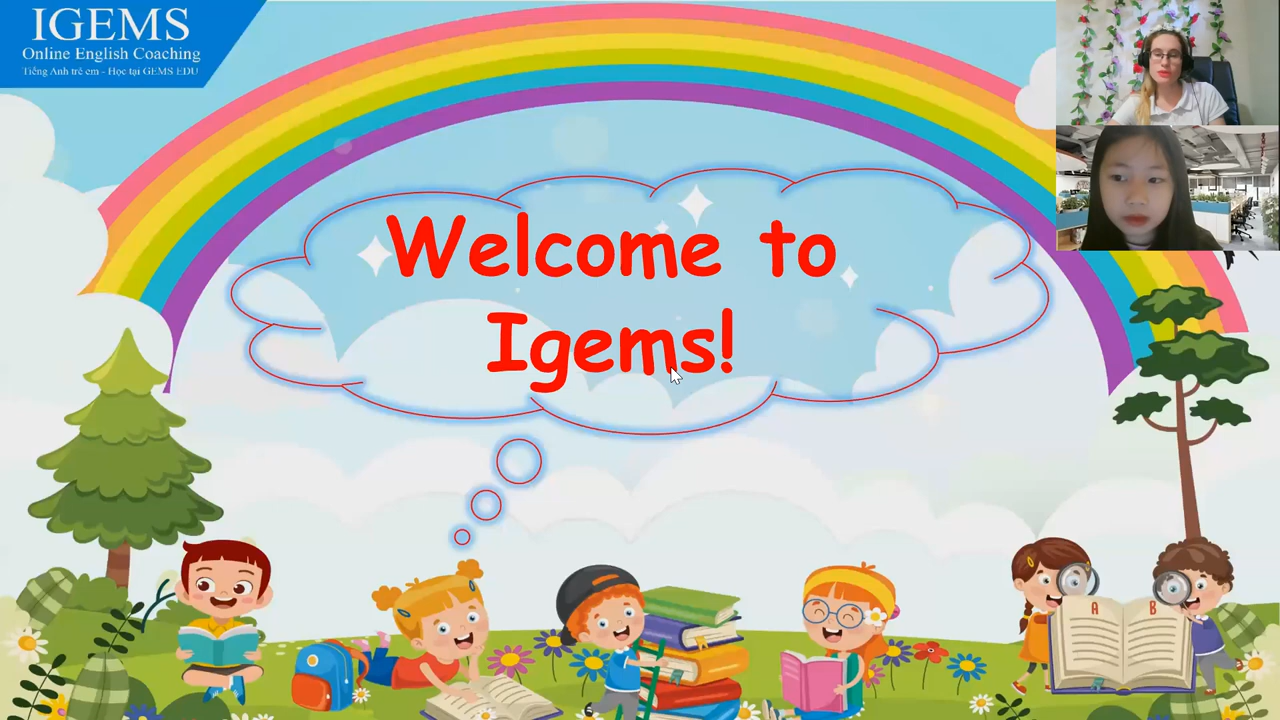 IGEMS
Online English Coaching
Tiếng Anh trẻ em - Học tại GEMS EDU
Welcome to
Igems!
A B